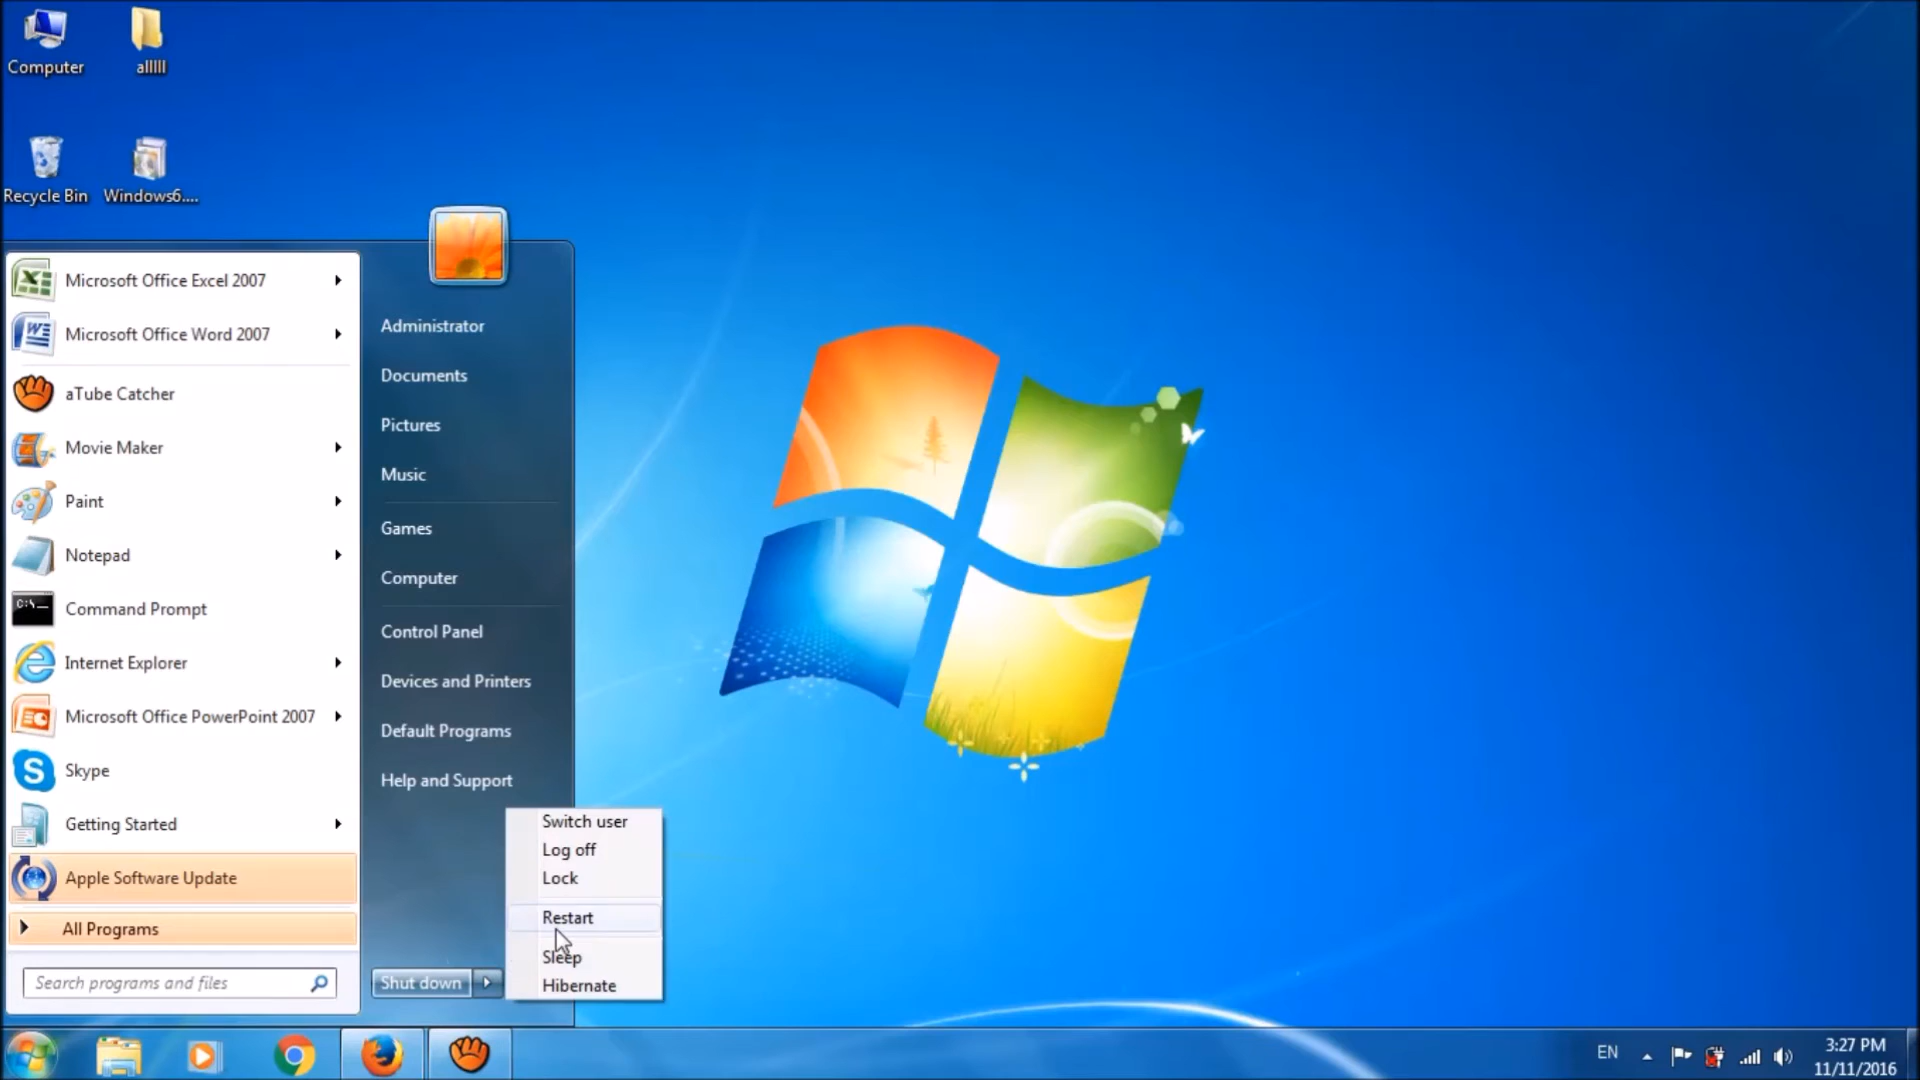 Computer
alllll
Recycle Bin
Windows6....
Microsoft Office Excel 2007
Microsoft Office Word 2007
aTube Catcher
Movie Maker
Paint
Notepad
Command Prompt
Internet Explorer
Microsoft Office PowerPoint 2007
Skype
Getting Started
Apple Software Update
All Programs
Search programs and files
Administrator
Documents
Pictures
Music
Games
Computer
Control Panel
Devices and Printers
Default Programs
Help and Support
Shut down
Switch user
Log off
Lock
Restart
Sleep
Hibernate
EN
3:27 PM
11/11/2016